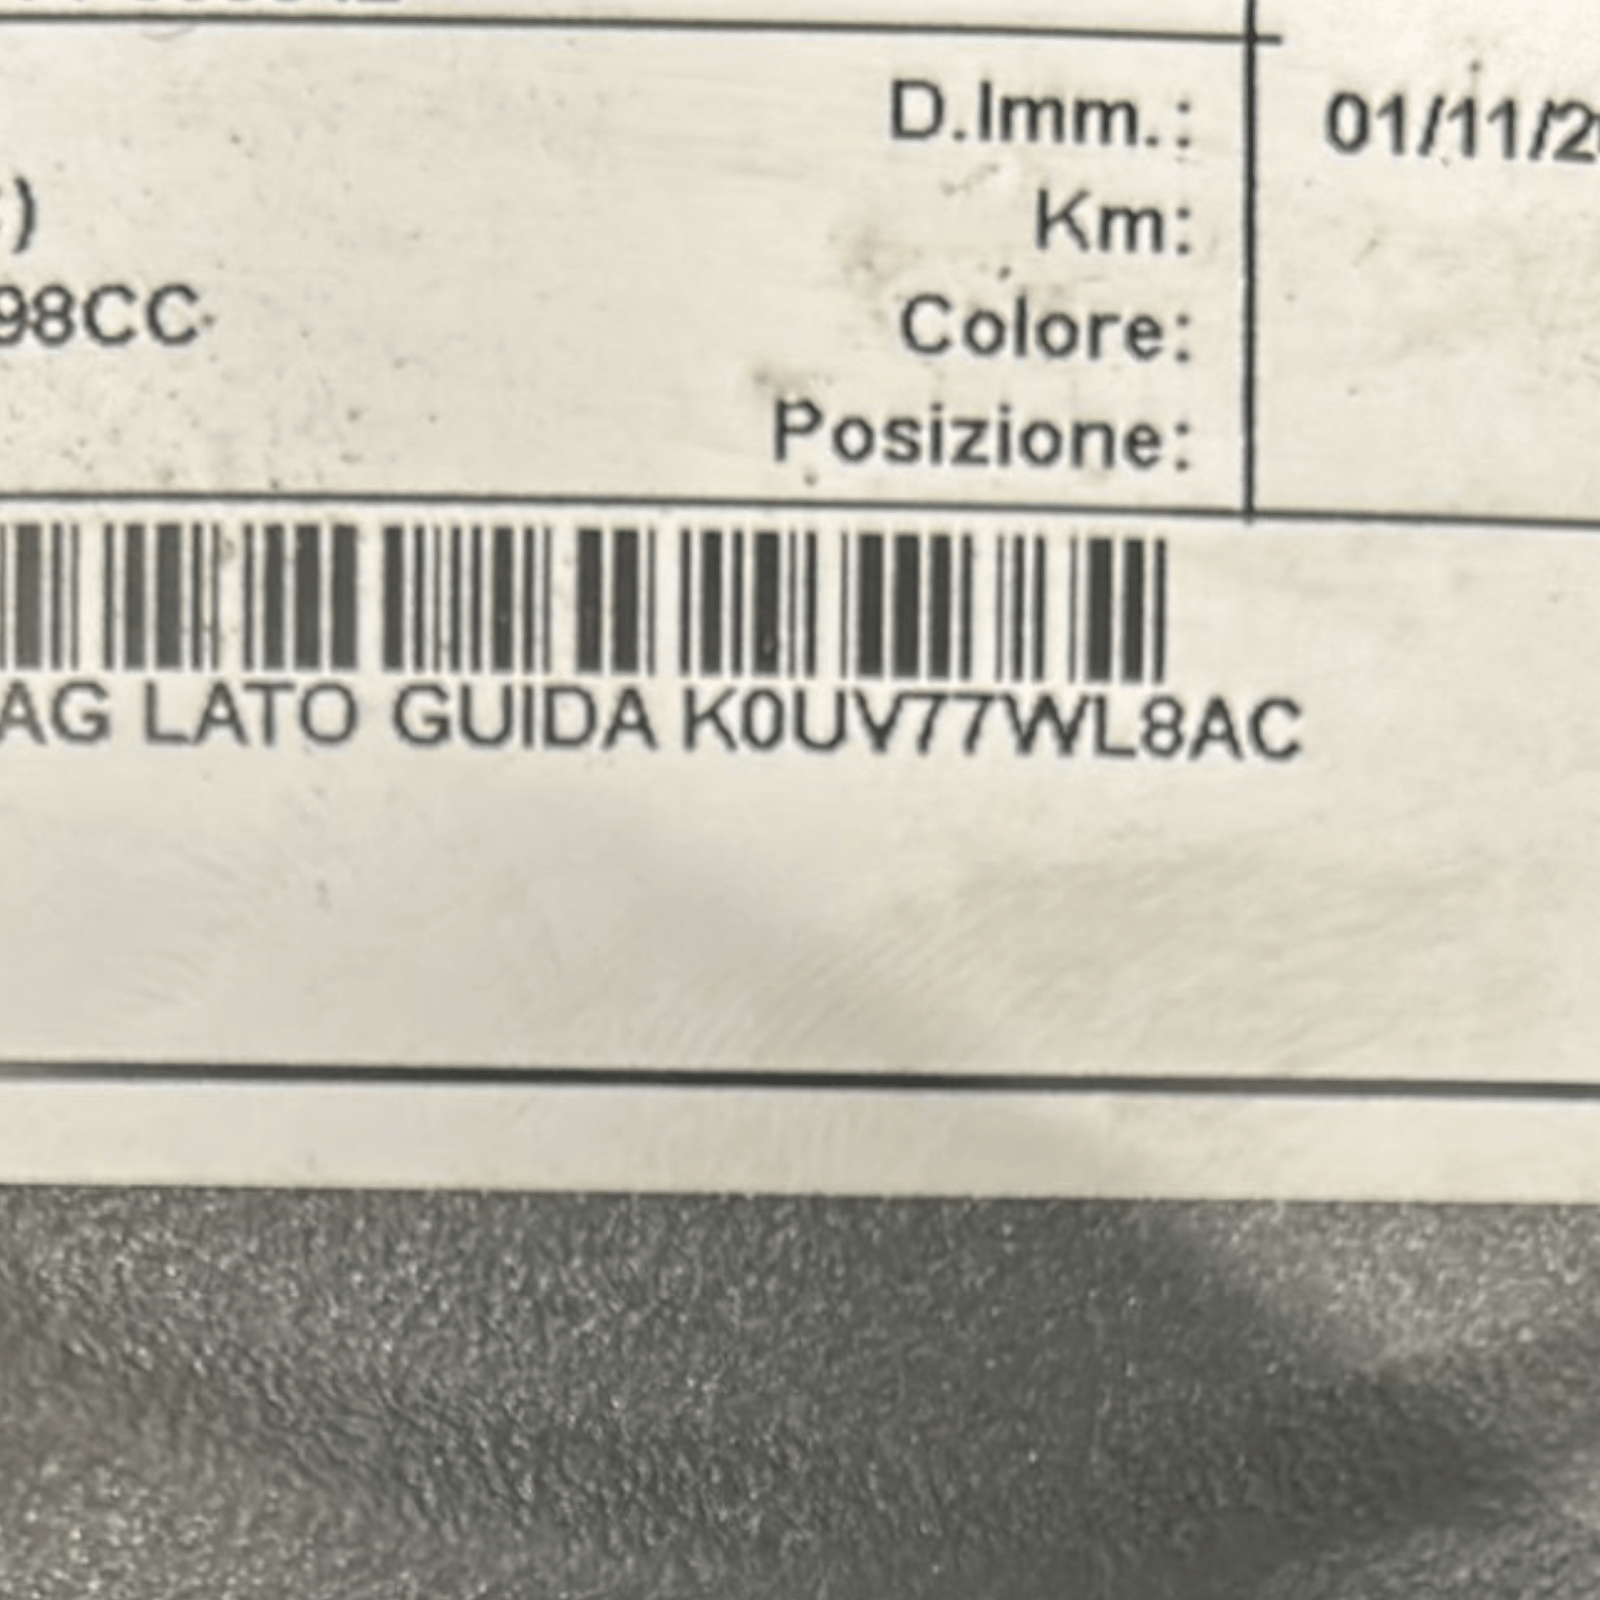 D.Imm.: 01/11/2
Km:
98CC Colore:
Posizione:
AG LATO GUIDA K0UV77WL8AC